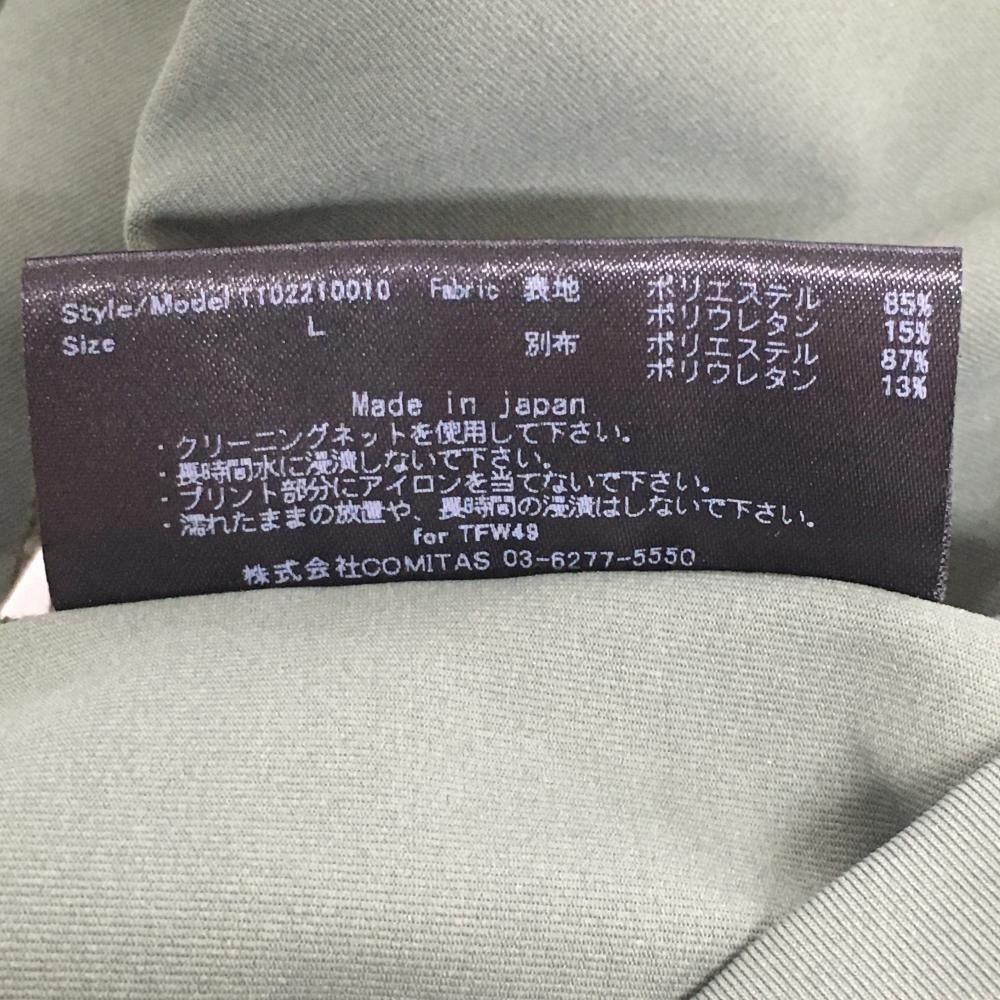 Style/Model T102210010 Fabric 表地 ポリエステル 85%
ポリウレタン 15%
Size L 別布 ポリエステル 87%
ポリウレタン 13%
Made in japan
・クリーニングネットを使用して下さい。
・長時間水に浸漬しないで下さい。
・プリント部分にアイロンを当てないで下さい。
・濡れたままの放置や、長時間の浸漬はしないで下さい。
for TFW49
株式会社COMITAS 03-6277-5550